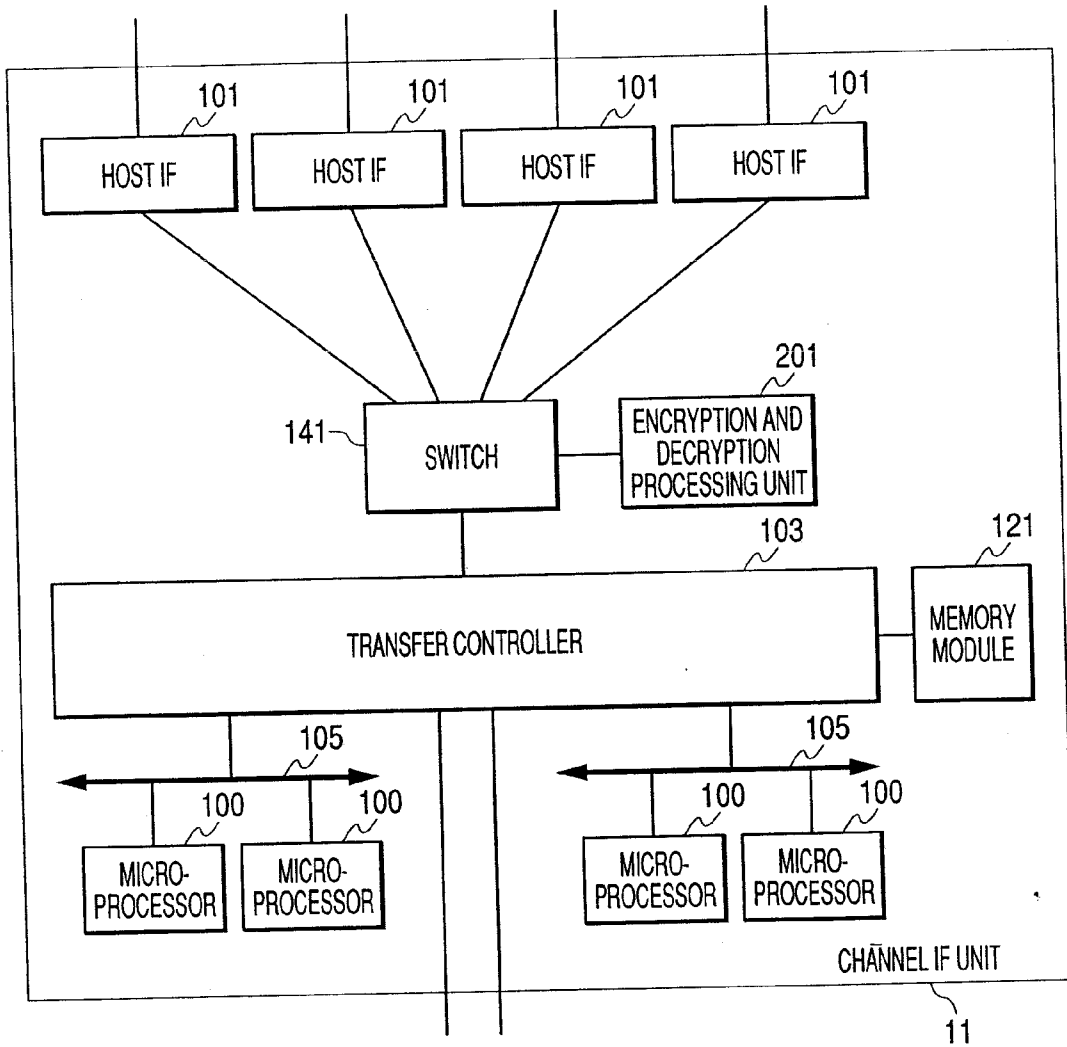 101
101
101
101
HOST IF
HOST IF
HOST IF
HOST IF
201
141
SWITCH
ENCRYPTION AND
DECRYPTION
PROCESSING UNIT
103
121
TRANSFER CONTROLLER
MEMORY
MODULE
105
105
100
100
100
100
MICRO-
PROCESSOR
MICRO-
PROCESSOR
MICRO-
PROCESSOR
MICRO-
PROCESSOR
CHANNEL IF UNIT
11